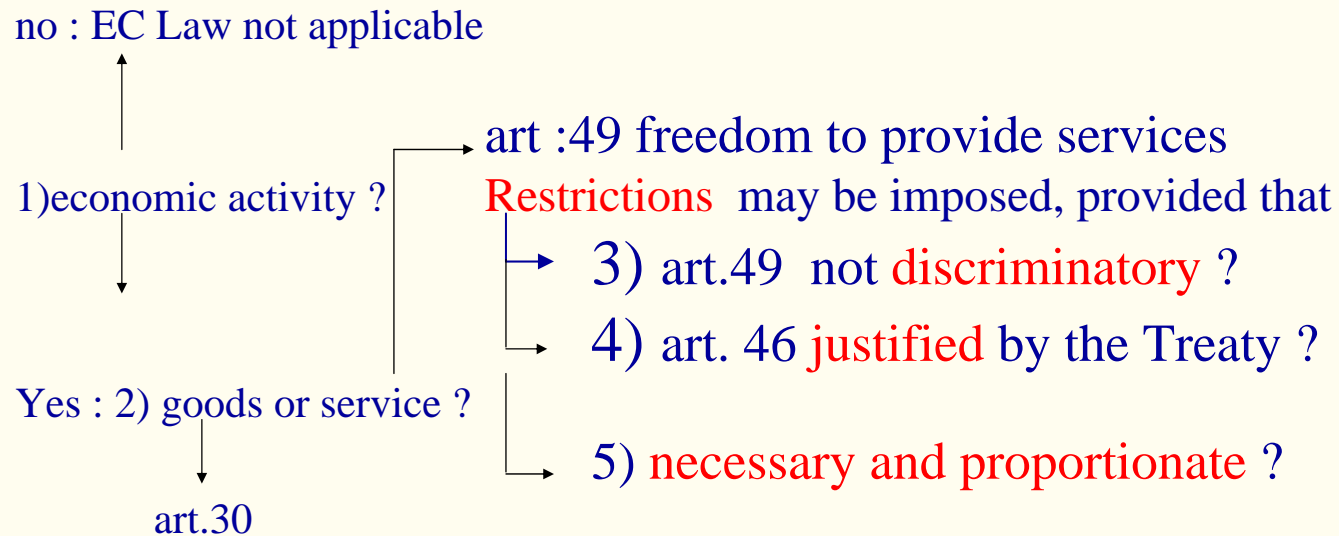 no : EC Law not applicable
art :49 freedom to provide services
1)economic activity ?
Restrictions may be imposed, provided that
3) art.49 not discriminatory ?
4) art. 46 justified by the Treaty ?
Yes : 2) goods or service ?
5) necessary and proportionate ?
art.30